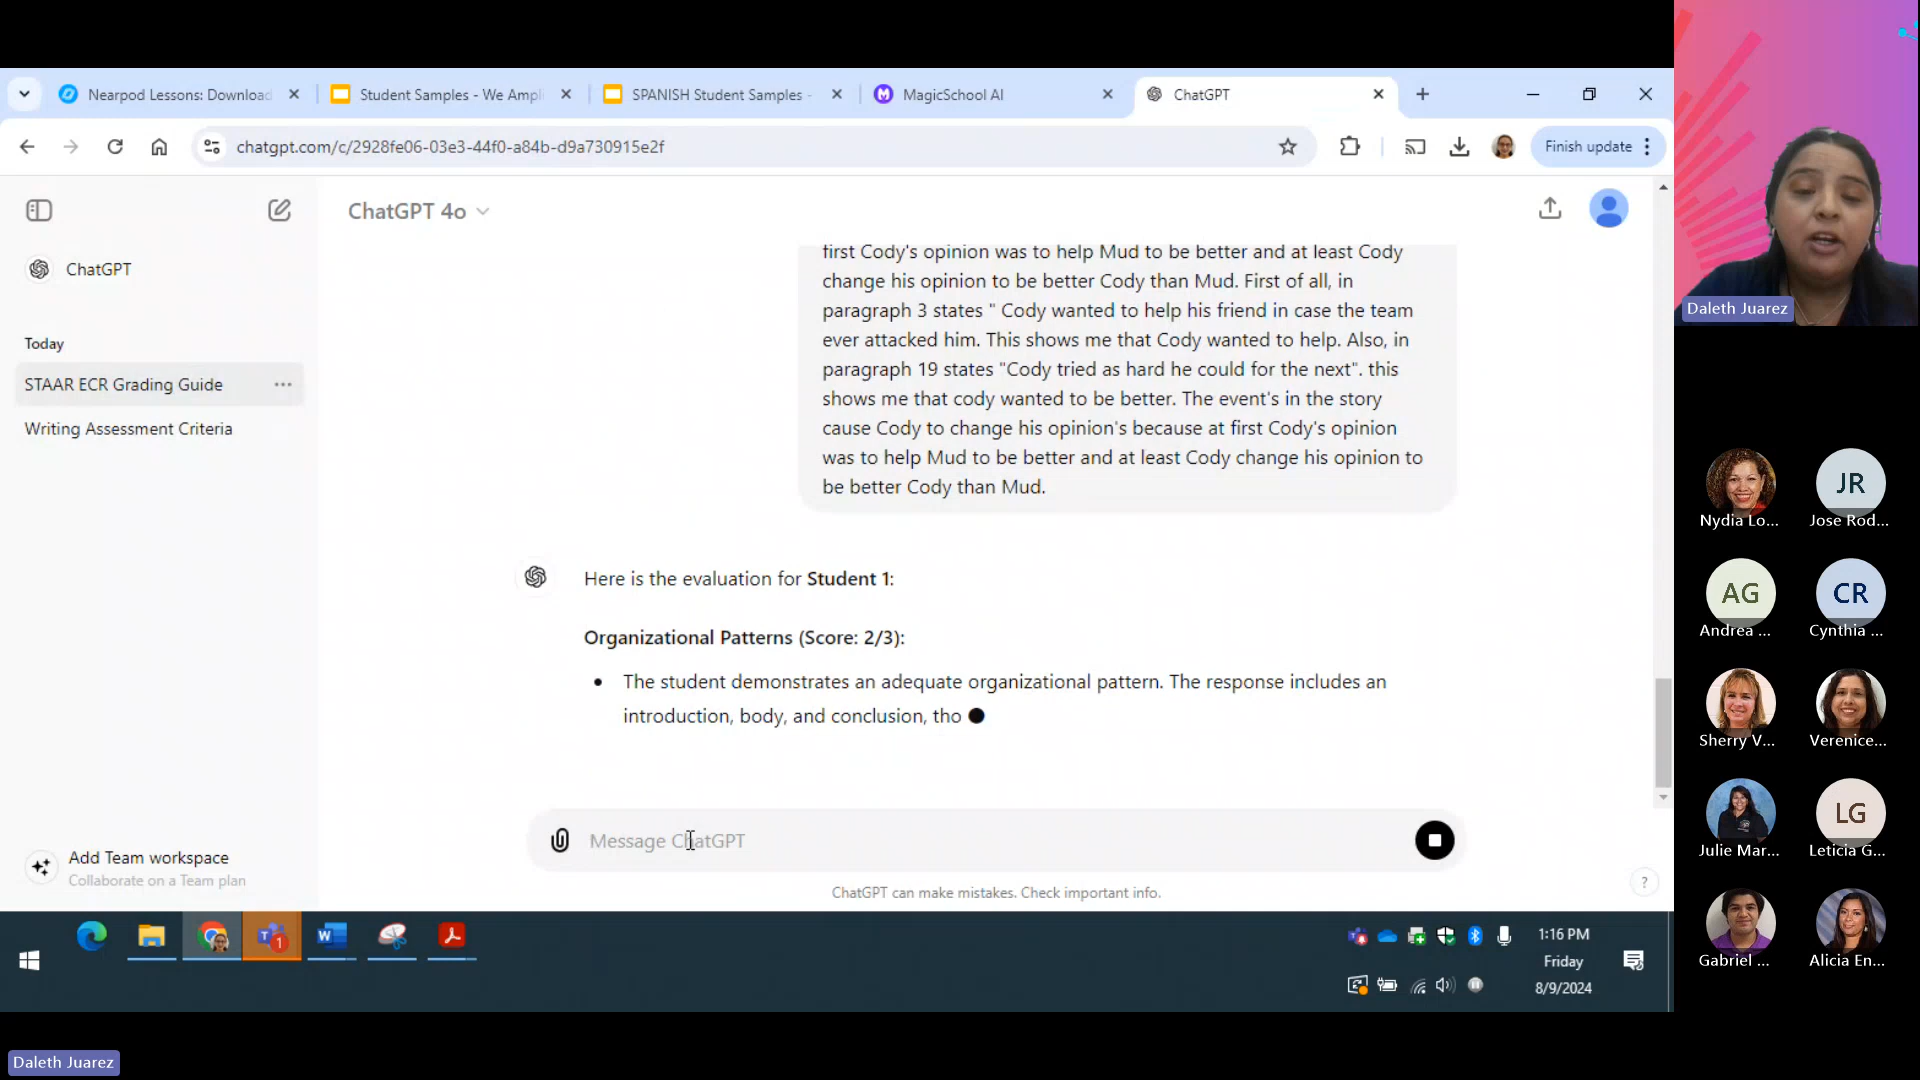 Nearpod Lessons: Download
Student Samples - We Ampl
SPANISH Student Samples -
MagicSchool AI
ChatGPT
chatgpt.com/c/2928fe06-03e3-44f0-a84b-d9a730915e2f
Finish update
ChatGPT
Today
STAAR ECR Grading Guide
Writing Assessment Criteria
Add Team workspace
Collaborate on a Team plan
ChatGPT 4o
first Cody's opinion was to help Mud to be better and at least Cody
change his opinion to be better Cody than Mud. First of all, in
paragraph 3 states " Cody wanted to help his friend in case the team
ever attacked him. This shows me that Cody wanted to help. Also, in
paragraph 19 states "Cody tried as hard he could for the next". this
shows me that cody wanted to be better. The event's in the story
cause Cody to change his opinion's because at first Cody's opinion
was to help Mud to be better and at least Cody change his opinion to
be better Cody than Mud.
Here is the evaluation for Student 1:
Organizational Patterns (Score: 2/3):
• The student demonstrates an adequate organizational pattern. The response includes an
introduction, body, and conclusion, tho
Message ChatGPT
ChatGPT can make mistakes. Check important info.
?
1
1:16 PM
Friday
8/9/2024
Daleth Juarez
Nydia Lo...
JR
Jose Rod...
AG
Andrea ...
CR
Cynthia ...
Sherry V...
Verenice...
Julie Mar...
LG
Leticia G...
Gabriel ...
Alicia En...
Daleth Juarez